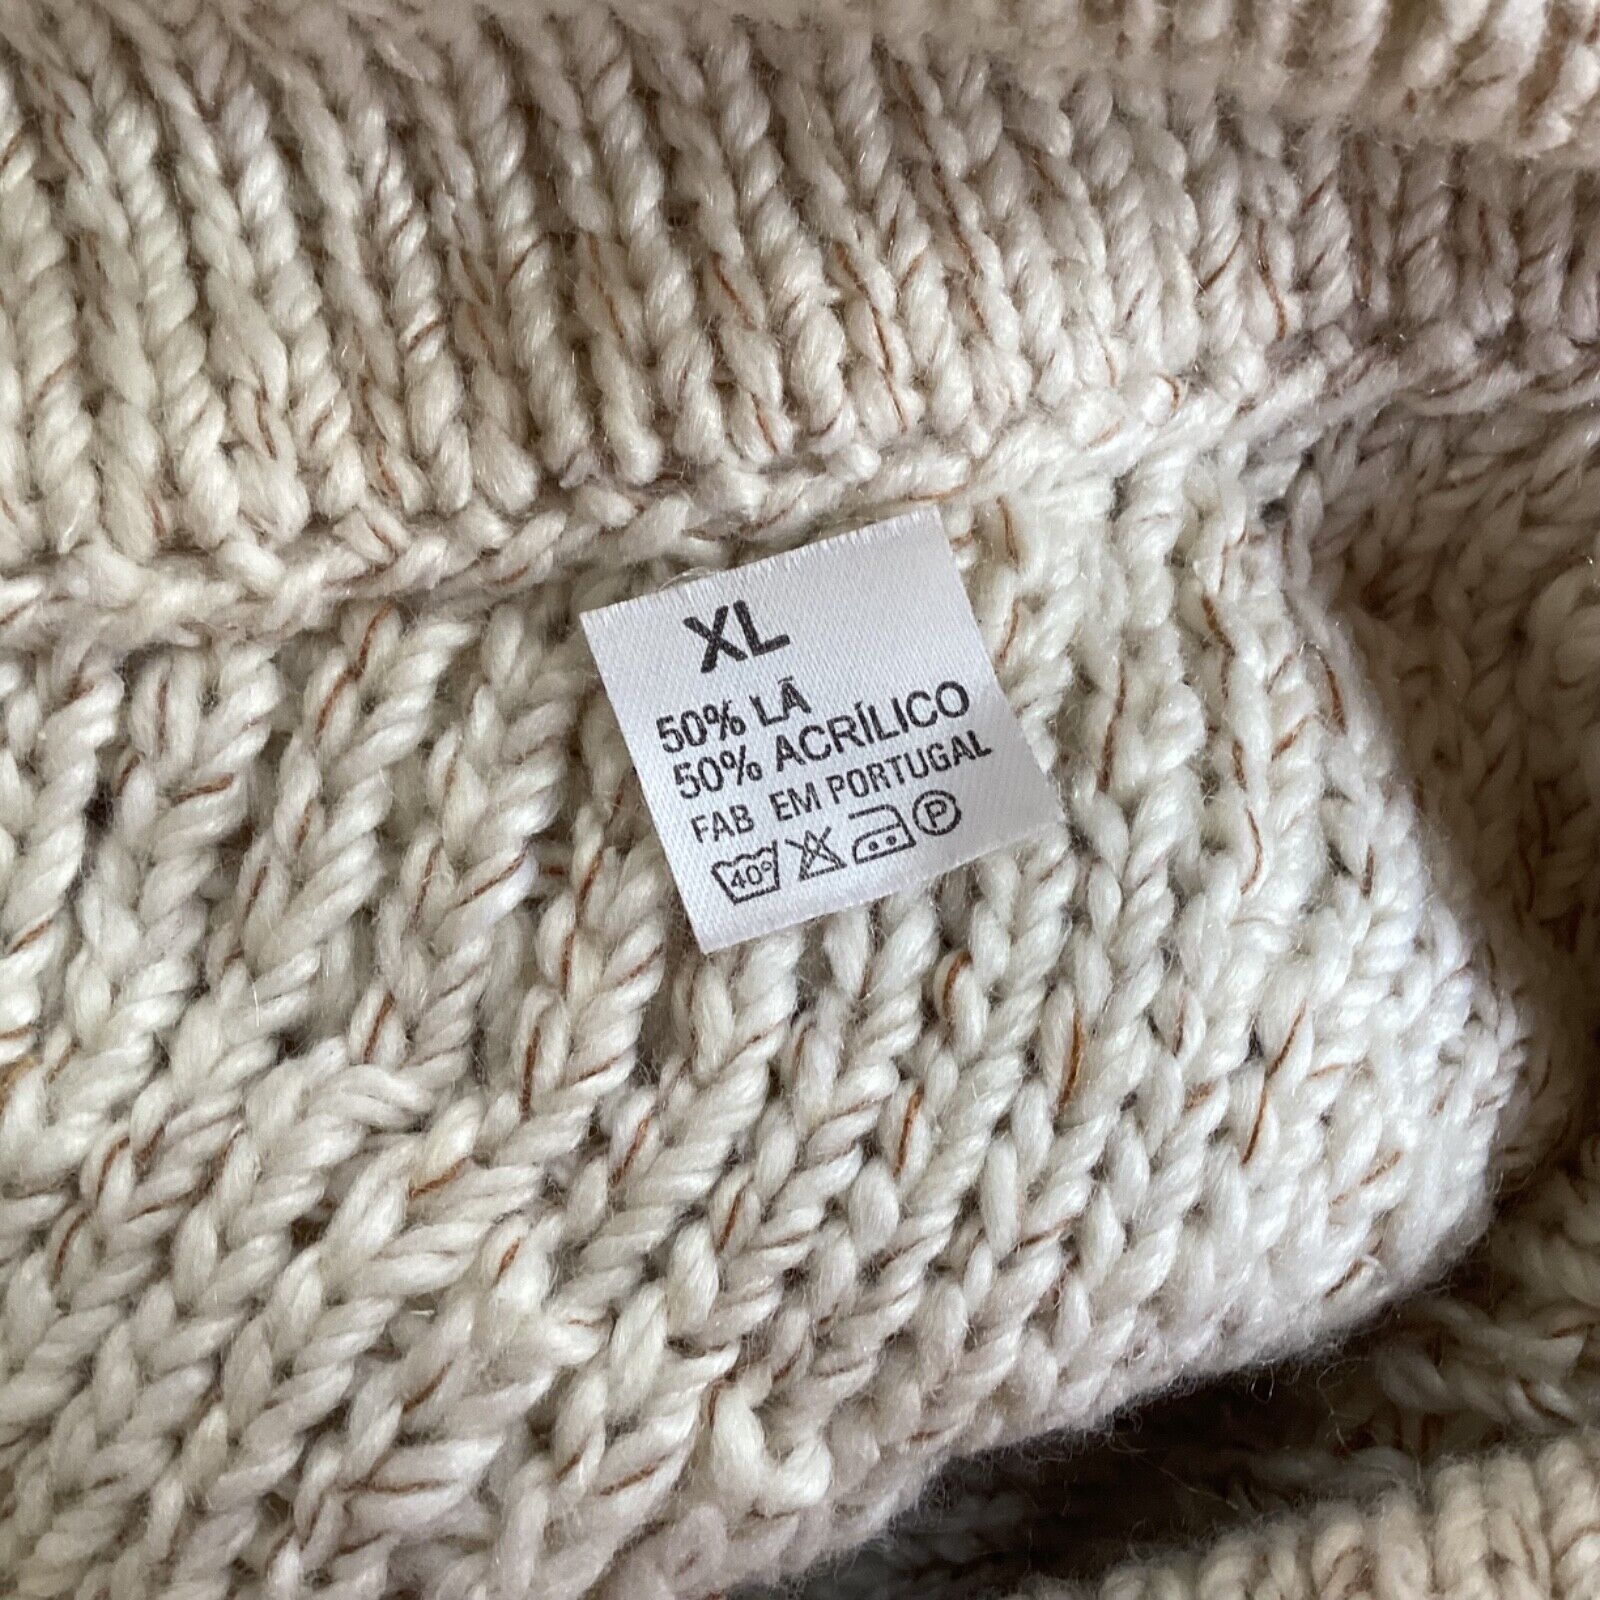 XL
50% LÃ
50% ACRÍLICO
FAB EM PORTUGAL
40° P